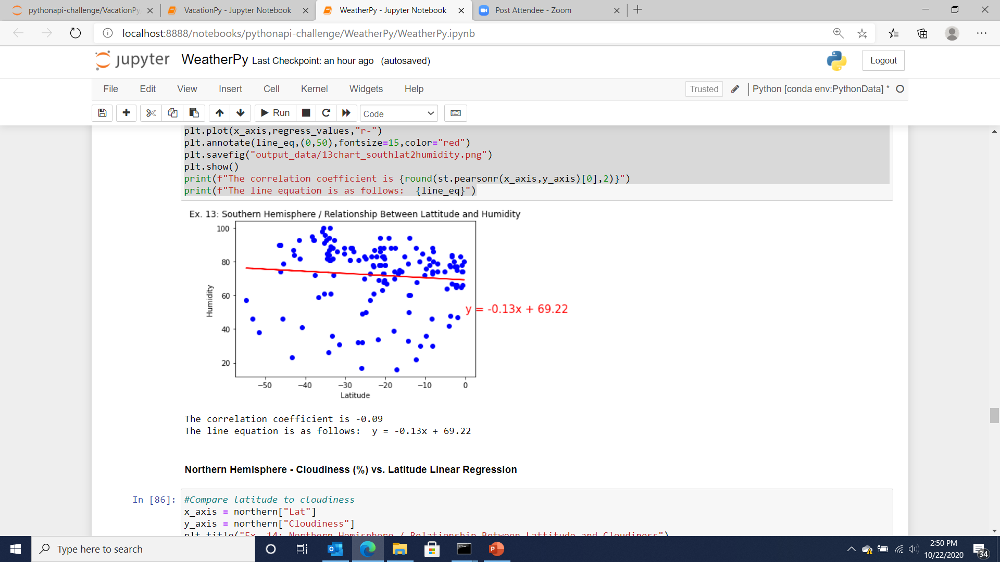 pythonapi-challenge/VacationPy
VacationPy - Jupyter Notebook
WeatherPy - Jupyter Notebook
Post Attendee - Zoom
localhost:8888/notebooks/pythonapi-challenge/WeatherPy/WeatherPy.ipynb
jupyter WeatherPy Last Checkpoint: an hour ago (autosaved)
Logout
File Edit View Insert Cell Kernel Widgets Help
Trusted Python [conda env:PythonData] *
Run Code
plt.plot(x_axis,regress_values,"r-")
plt.annotate(line_eq,(0,50),fontsize=15,color="red")
plt.savefig("output_data/13chart_southlat2humidity.png")
plt.show()
print(f"The correlation coefficient is {round(st.pearsonr(x_axis,y_axis)[0],2)}")
print(f"The line equation is as follows:  {line_eq}")
Ex. 13: Southern Hemisphere / Relationship Between Lattitude and Humidity
100
80
60
40
20
Humidity
y = -0.13x + 69.22
−50 −40 −30 −20 −10 0
Latitude
The correlation coefficient is -0.09
The line equation is as follows:  y = -0.13x + 69.22
Northern Hemisphere - Cloudiness (%) vs. Latitude Linear Regression
In [86]:
#Compare latitude to cloudiness
x_axis = northern["Lat"]
y_axis = northern["Cloudiness"]
plt.title("Ex. 14: Northern Hemisphere / Relationship Between Lattitude and Cloudiness")
Type here to search
2:50 PM
10/22/2020
34